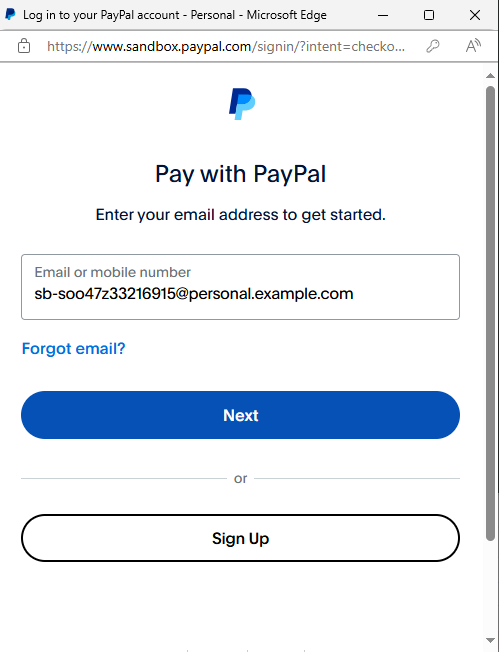 Log in to your PayPal account - Personal - Microsoft Edge
https://www.sandbox.paypal.com/signin/?intent=checko...
Pay with PayPal
Enter your email address to get started.
Email or mobile number
sb-soo47z33216915@personal.example.com
Forgot email?
Next
or
Sign Up